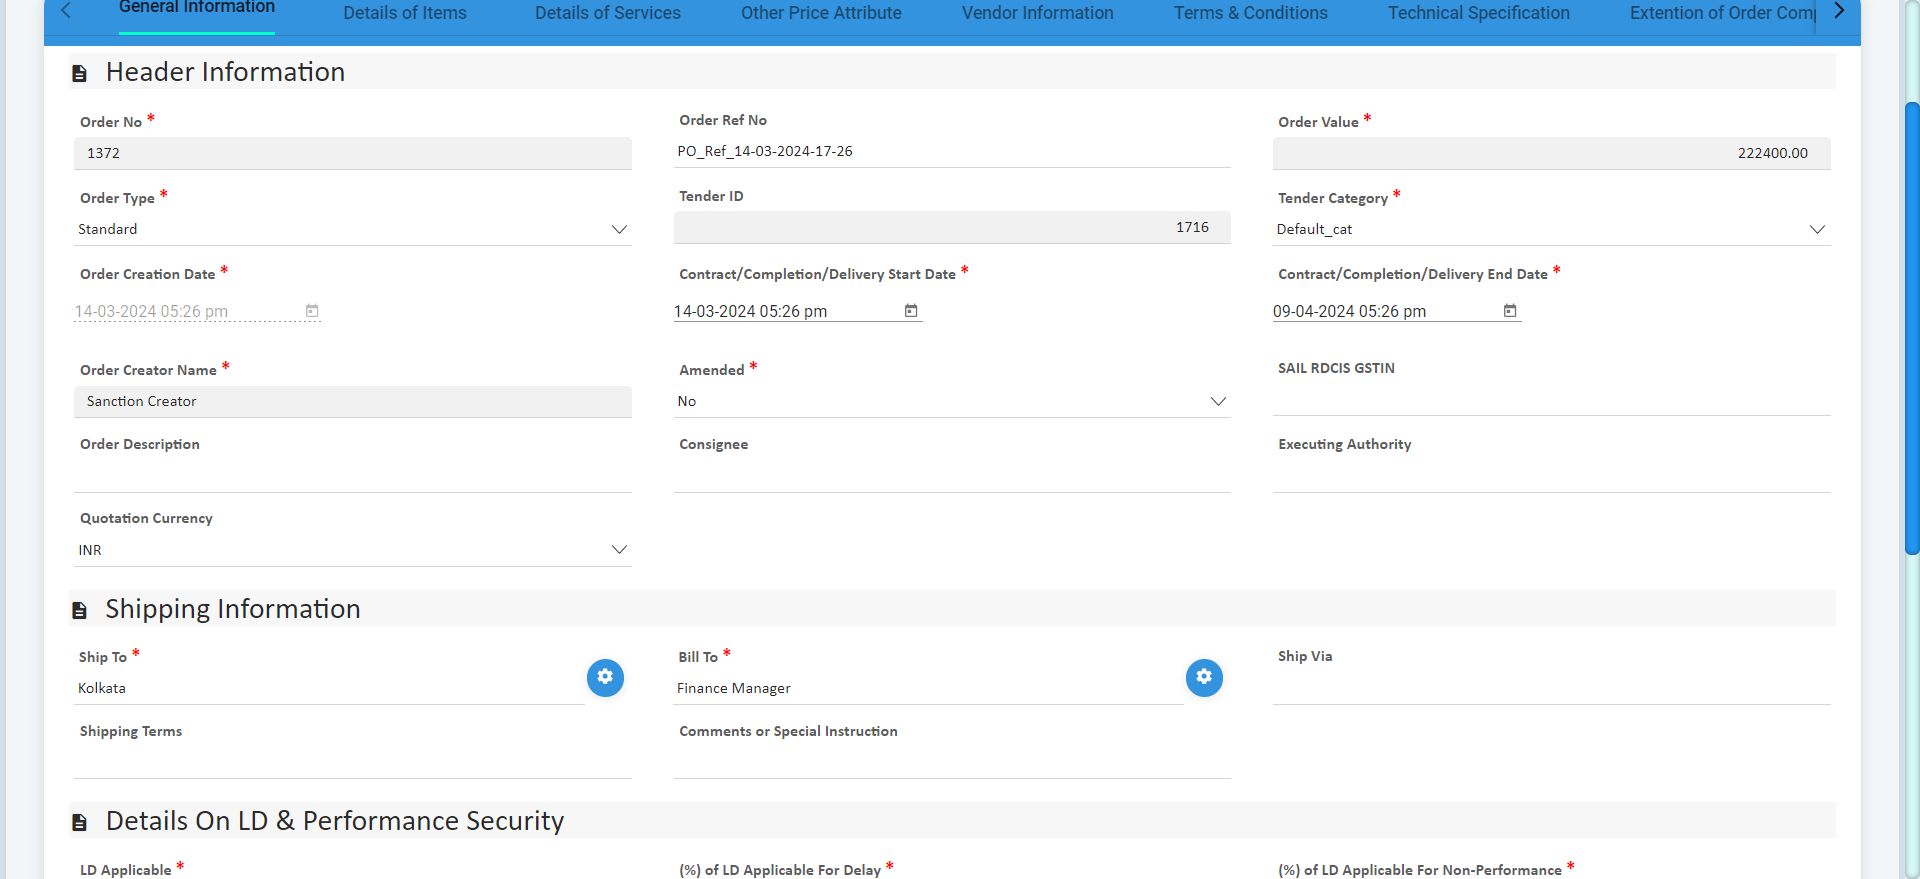 General Information Details of Items Details of Services Other Price Attribute Vendor Information Terms & Conditions Technical Specification Extention of Order Comp
Header Information
Order No * Order Ref No Order Value *
1372 PO_Ref_14-03-2024-17-26 222400.00
Order Type * Tender ID Tender Category *
Standard 1716 Default_cat
Order Creation Date * Contract/Completion/Delivery Start Date * Contract/Completion/Delivery End Date *
14-03-2024 05:26 pm 14-03-2024 05:26 pm 09-04-2024 05:26 pm
Order Creator Name * Amended * SAIL RDCIS GSTIN
Sanction Creator No
Order Description Consignee Executing Authority
Quotation Currency
INR
Shipping Information
Ship To * Bill To * Ship Via
Kolkata Finance Manager
Shipping Terms Comments or Special Instruction
Details On LD & Performance Security
LD Applicable * (%) of LD Applicable For Delay * (%) of LD Applicable For Non-Performance *